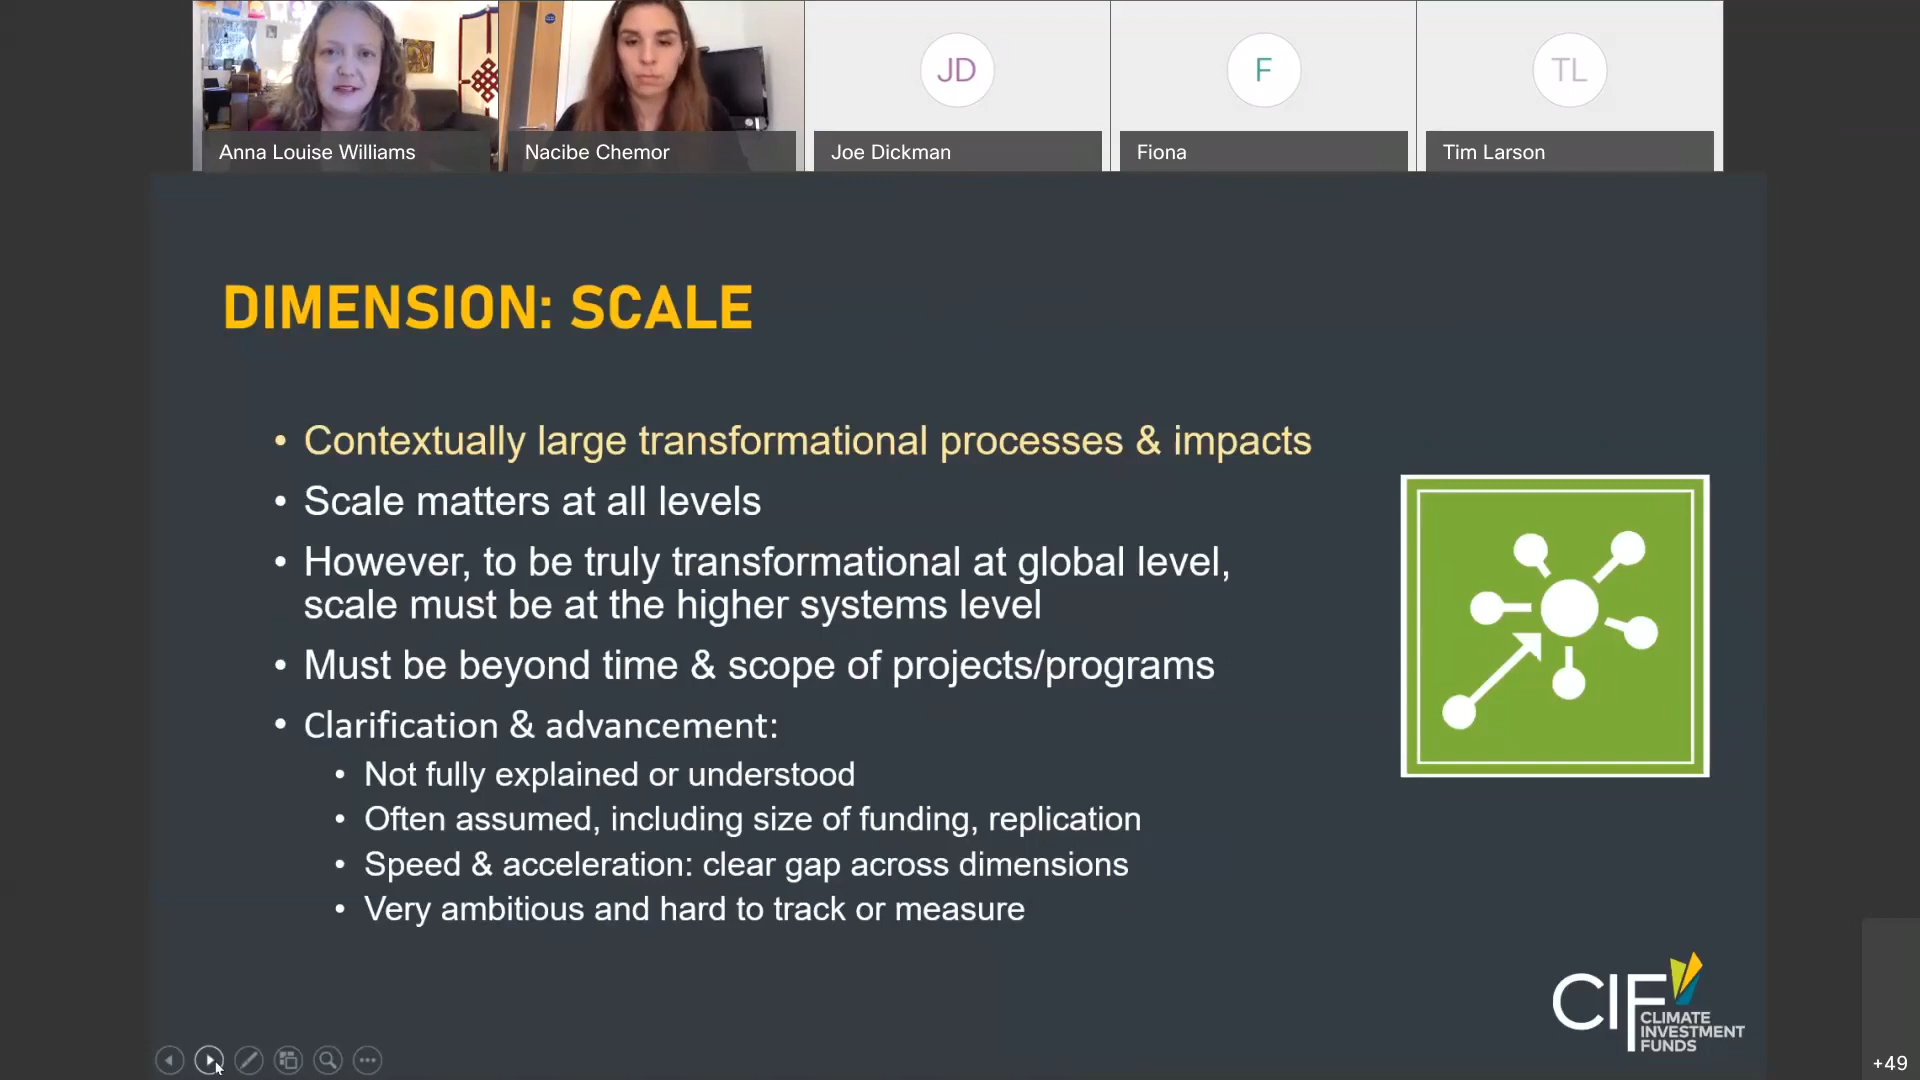 Anna Louise Williams
Nacibe Chemor
JD
Joe Dickman
F
Fiona
TL
Tim Larson
DIMENSION: SCALE
• Contextually large transformational processes & impacts
• Scale matters at all levels
• However, to be truly transformational at global level,
scale must be at the higher systems level
• Must be beyond time & scope of projects/programs
• Clarification & advancement:
• Not fully explained or understood
• Often assumed, including size of funding, replication
• Speed & acceleration: clear gap across dimensions
• Very ambitious and hard to track or measure
CIF
CLIMATE
INVESTMENT
FUNDS
+49